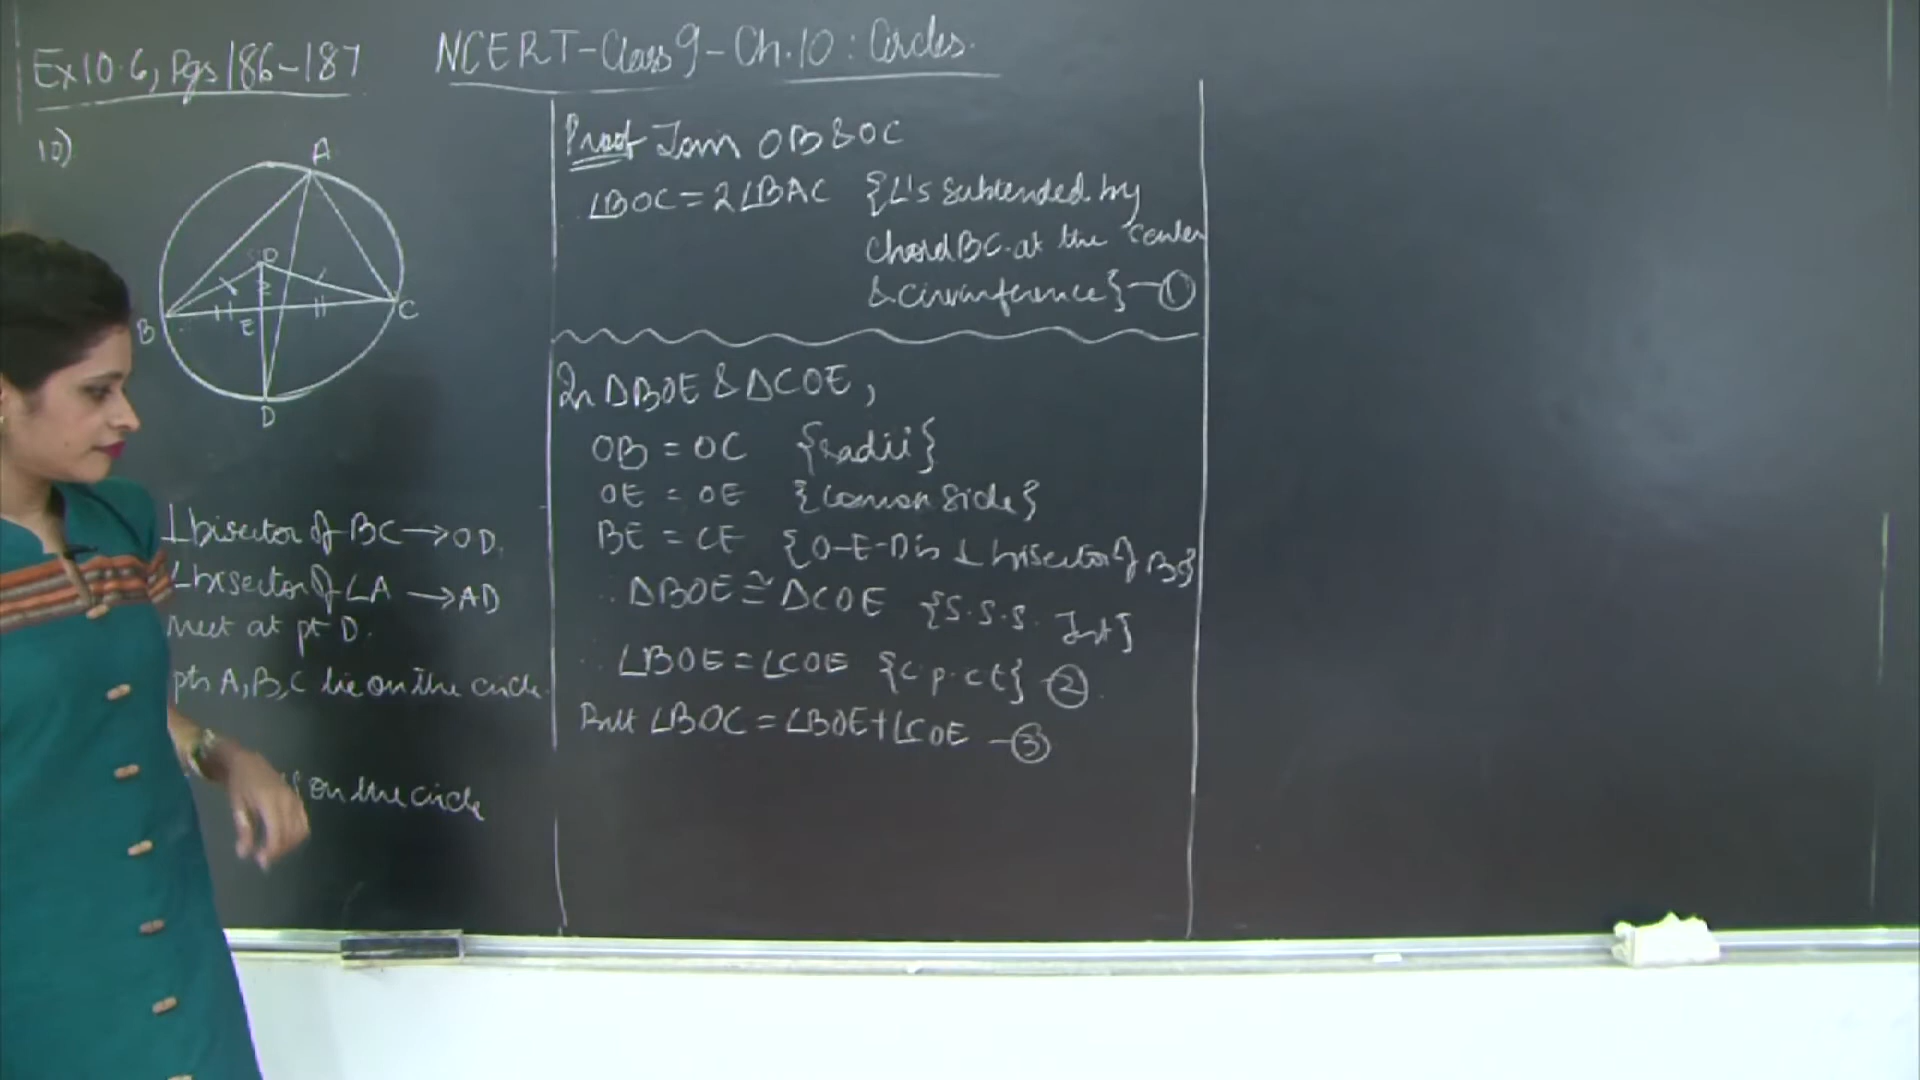 Ex 10.6, Pgs 186-187
NCERT-Class 9-Ch.10: Circles.
10)
A
O
B
E
C
D
⊥bisector of BC→OD.
∠bisector of ∠A →AD
Meet at pt D.
pts A,B,C lie on the circle.
on the circle
Proof Join OB & OC
∠BOC = 2∠BAC {∠'s subtended by
chord BC at the center
& circumference} -①
In ΔBOE & ΔCOE,
OB = OC {radii}
OE = OE {common side}
BE = CE {O-E-D is ⊥ bisector of BC}
∴ ΔBOE ≅ ΔCOE {S.S.S. Test}
∴ ∠BOE = ∠COE {c.p.ct} -②
But ∠BOC = ∠BOE+∠COE -③